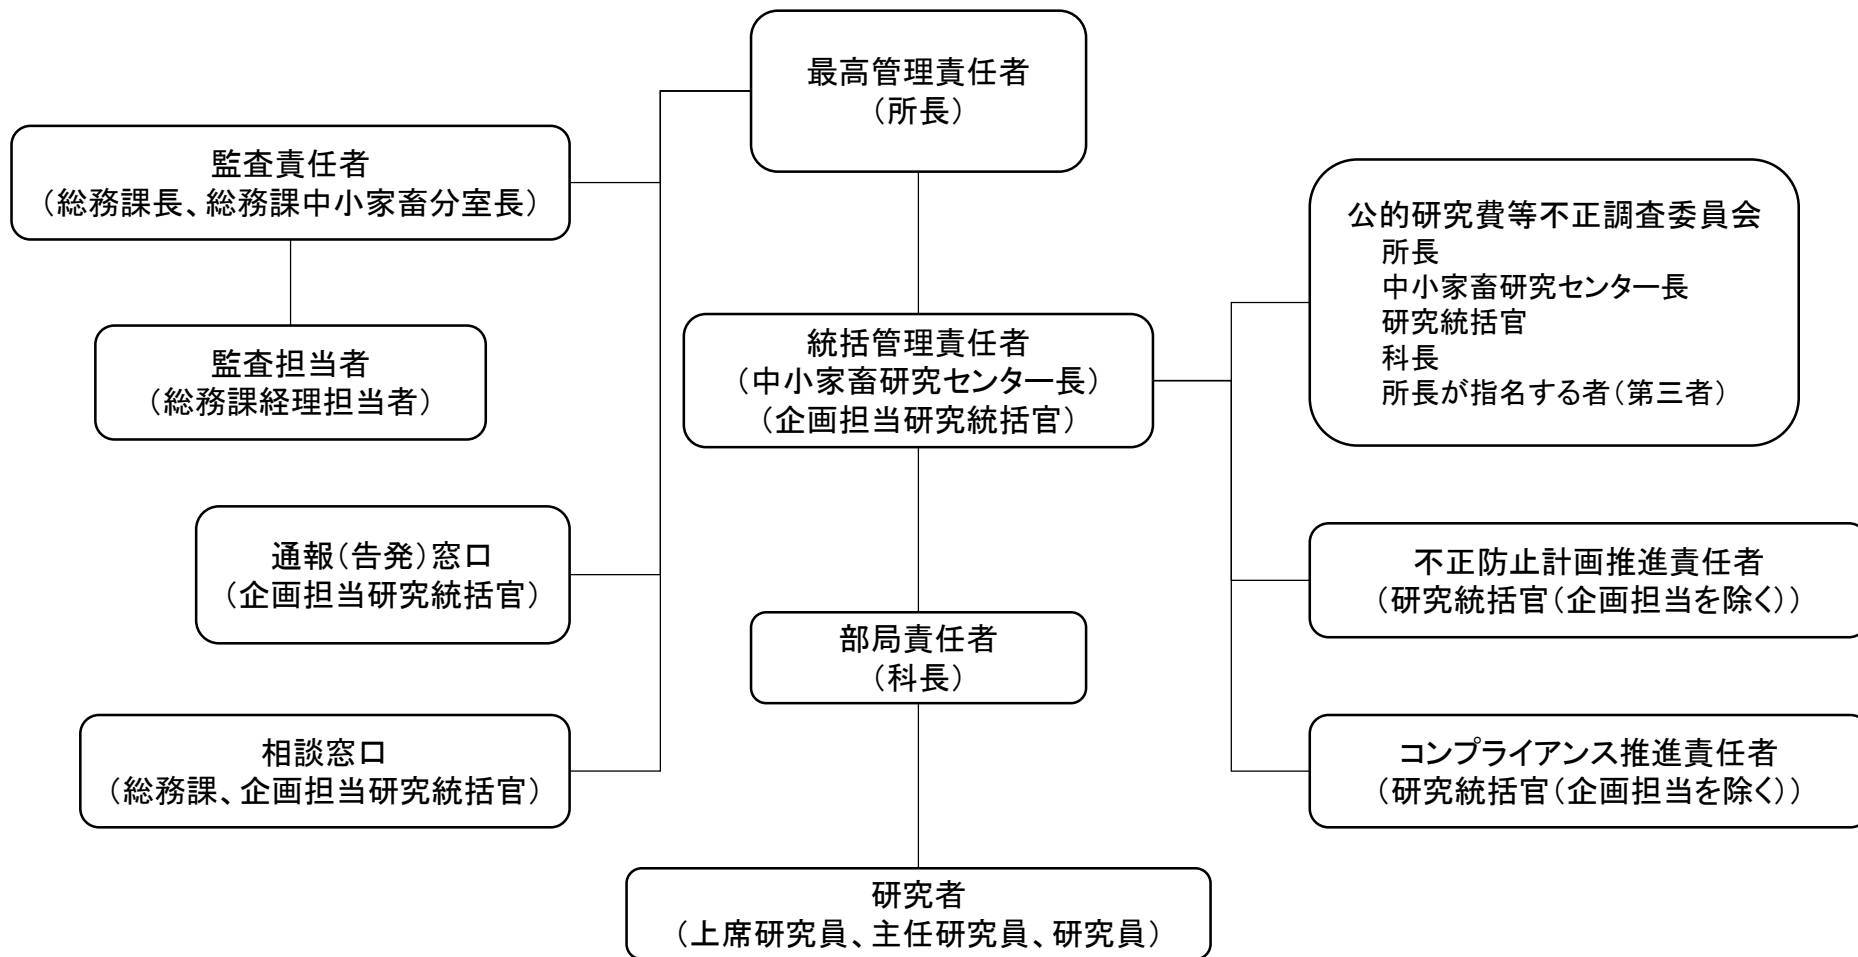 最高管理責任者
（所長）
監査責任者
（総務課長、総務課中小家畜分室長）
公的研究費等不正調査委員会
所長
中小家畜研究センター長
研究統括官
科長
所長が指名する者（第三者）
監査担当者
（総務課経理担当者）
統括管理責任者
（中小家畜研究センター長）
（企画担当研究統括官）
通報（告発）窓口
（企画担当研究統括官）
不正防止計画推進責任者
（研究統括官（企画担当を除く））
部局責任者
（科長）
相談窓口
（総務課、企画担当研究統括官）
コンプライアンス推進責任者
（研究統括官（企画担当を除く））
研究者
（上席研究員、主任研究員、研究員）